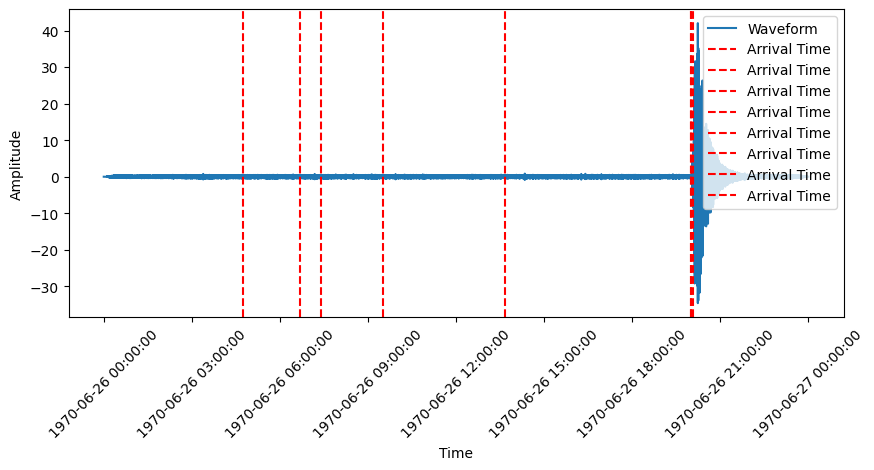 Amplitude
40
30
20
10
0
−10
−20
−30
Waveform
Arrival Time
Arrival Time
Arrival Time
Arrival Time
Arrival Time
Arrival Time
Arrival Time
Arrival Time
1970-06-26 00:00:00
1970-06-26 03:00:00
1970-06-26 06:00:00
1970-06-26 09:00:00
1970-06-26 12:00:00
1970-06-26 15:00:00
1970-06-26 18:00:00
1970-06-26 21:00:00
1970-06-27 00:00:00
Time